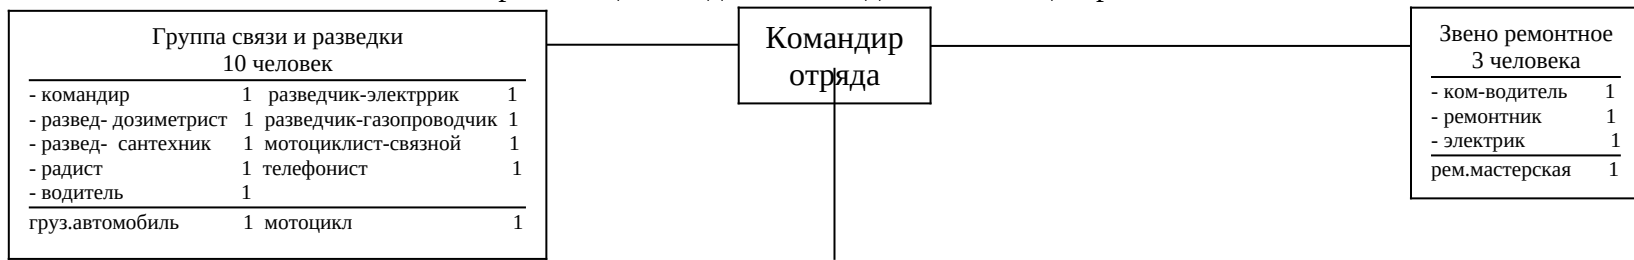 Группа связи и разведки
10 человек
- командир 1 разведчик-электррик 1
- развед- дозиметрист 1 разведчик-газопроводчик 1
- развед- сантехник 1 мотоциклист-связной 1
- радист 1 телефонист 1
- водитель 1
груз.автомобиль 1 мотоцикл 1
Командир
отряда
Звено ремонтное
3 человека
- ком-водитель 1
- ремонтник 1
- электрик 1
рем.мастерская 1